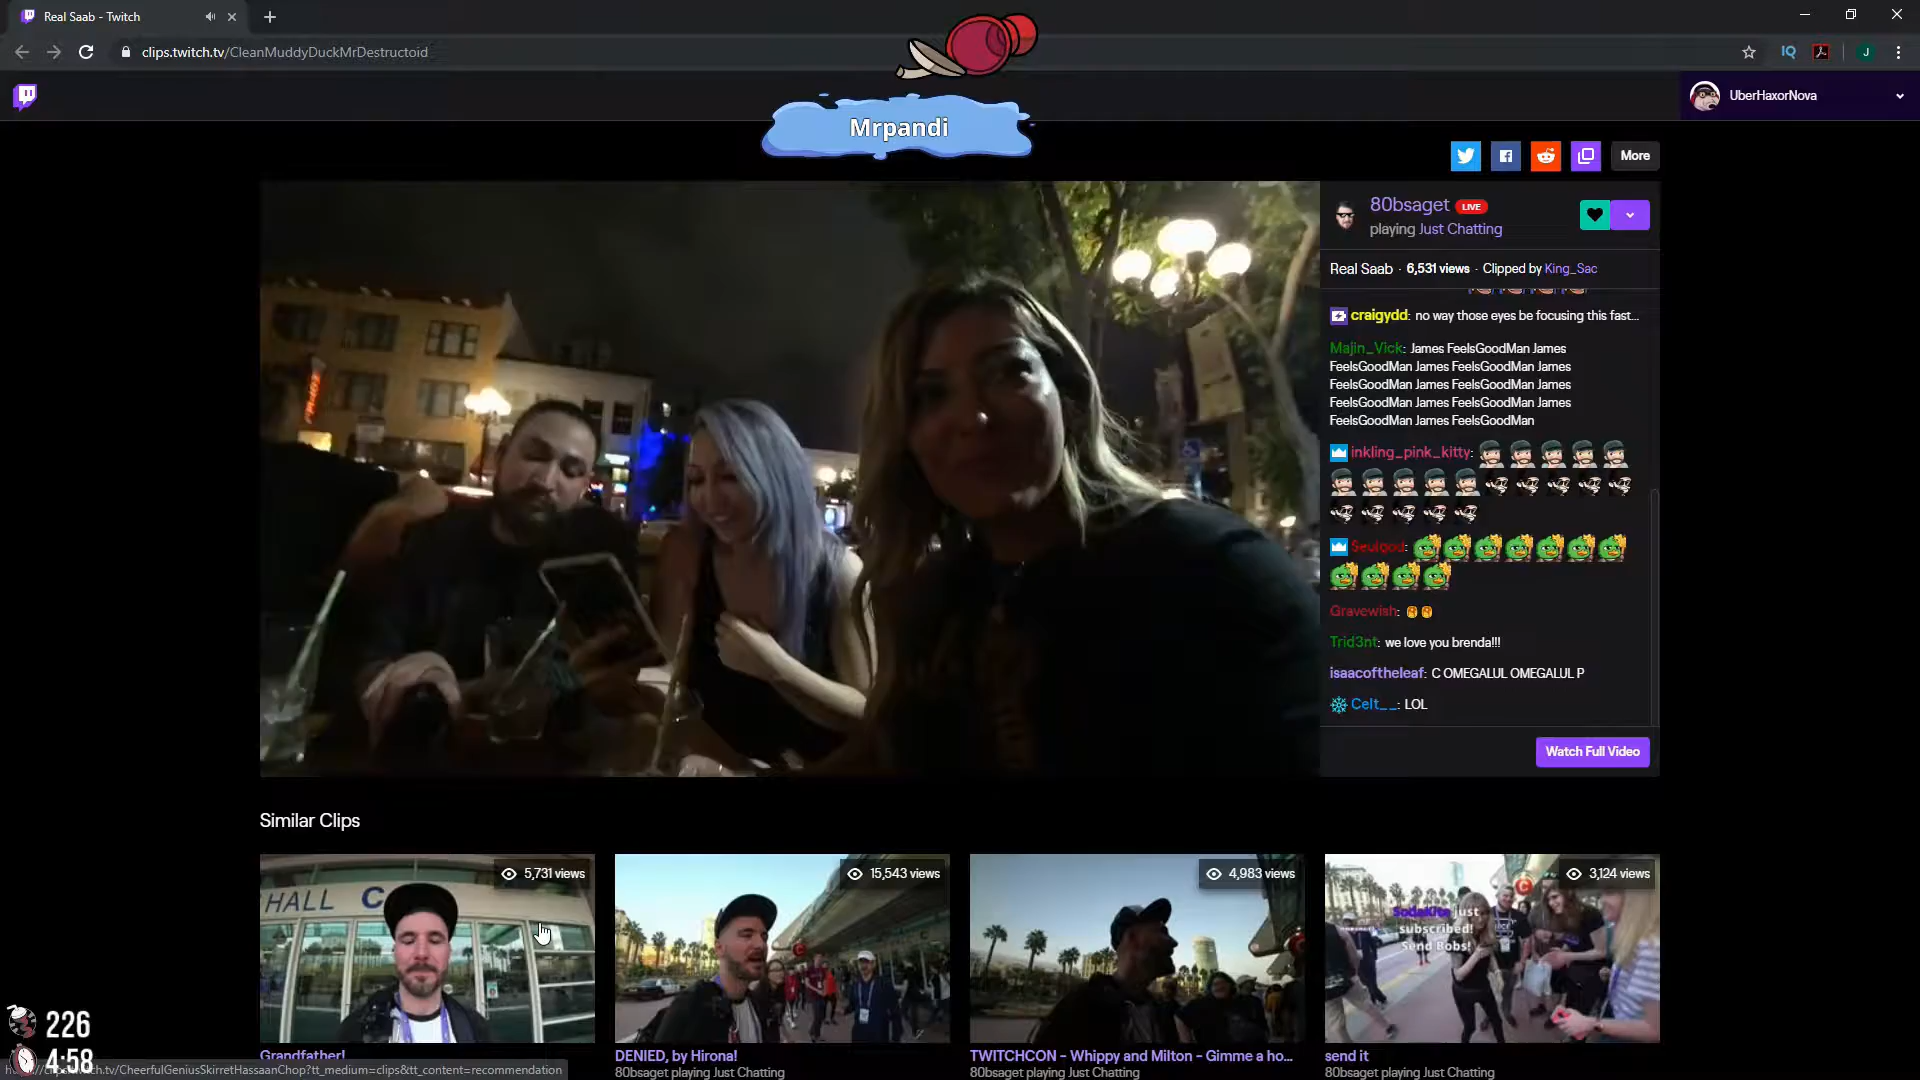 Real Saab - Twitch
clips.twitch.tv/CleanMuddyDuckMrDestructoid
IQ
J
UberHaxorNova
Mrpandi
More
80bsaget LIVE
playing Just Chatting
Real Saab · 6,531 views · Clipped by King_Sac
craigydd: no way those eyes be focusing this fast...
Majin_Vick: James FeelsGoodMan James
FeelsGoodMan James FeelsGoodMan James
FeelsGoodMan James FeelsGoodMan James
FeelsGoodMan James FeelsGoodMan James
FeelsGoodMan James FeelsGoodMan
inkling_pink_kitty:
Seulgod:
Gravewish:
Trid3nt: we love you brenda!!!
isaacoftheleaf: C OMEGALUL OMEGALUL P
Celt__: LOL
Watch Full Video
Similar Clips
HALL C
5,731 views
15,543 views
4,983 views
3,124 views
SodaKite just
subscribed!
Send Bobs!
Grandfather!
DENIED, by Hirona!
80bsaget playing Just Chatting
TWITCHCON - Whippy and Milton - Gimme a ho...
80bsaget playing Just Chatting
send it
80bsaget playing Just Chatting
226
4:58
/CheerfulGeniusSkirretHassaanChop?tt_medium=clips&tt_content=recommendation